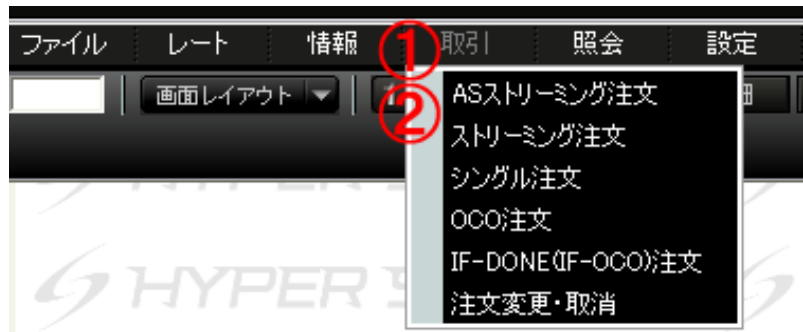 ファイル レート 情報 ① 取引 照会 設定
画面レイアウト ▼ 細
② ASストリーミング注文
ストリーミング注文
シングル注文
OCO注文
IF-DONE(IF-OCO)注文
注文変更・取消
HYPER S